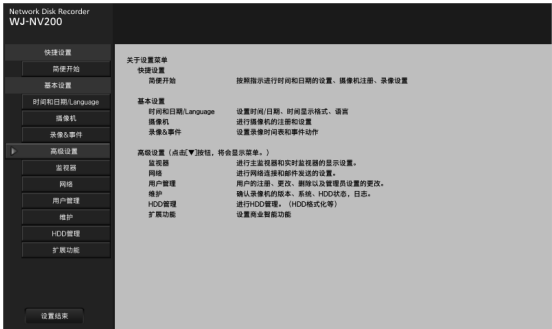 Network Disk Recorder
WJ-NV200
快捷设置
简便开始
基本设置
时间和日期/Language
摄像机
录像&事件
高级设置
监视器
网络
用户管理
维护
HDD管理
扩展功能
设置结束
关于设置菜单
快捷设置
简便开始 按照指示进行时间和日期的设置、摄像机注册、录像设置
基本设置
时间和日期/Language 设置时间/日期、时间显示格式、语言
摄像机 进行摄像机的注册和设置
录像&事件 设置录像时间表和事件动作
高级设置（点击[▼]按钮，将会显示菜单。）
监视器 进行主监视器和实时监视器的显示设置。
网络 进行网络连接和邮件发送的设置。
用户管理 用户的注册、更改、删除以及管理员设置的更改。
维护 确认录像机的版本、系统、HDD状态，日志。
HDD管理 进行HDD管理。（HDD格式化等）
扩展功能 设置商业智能功能